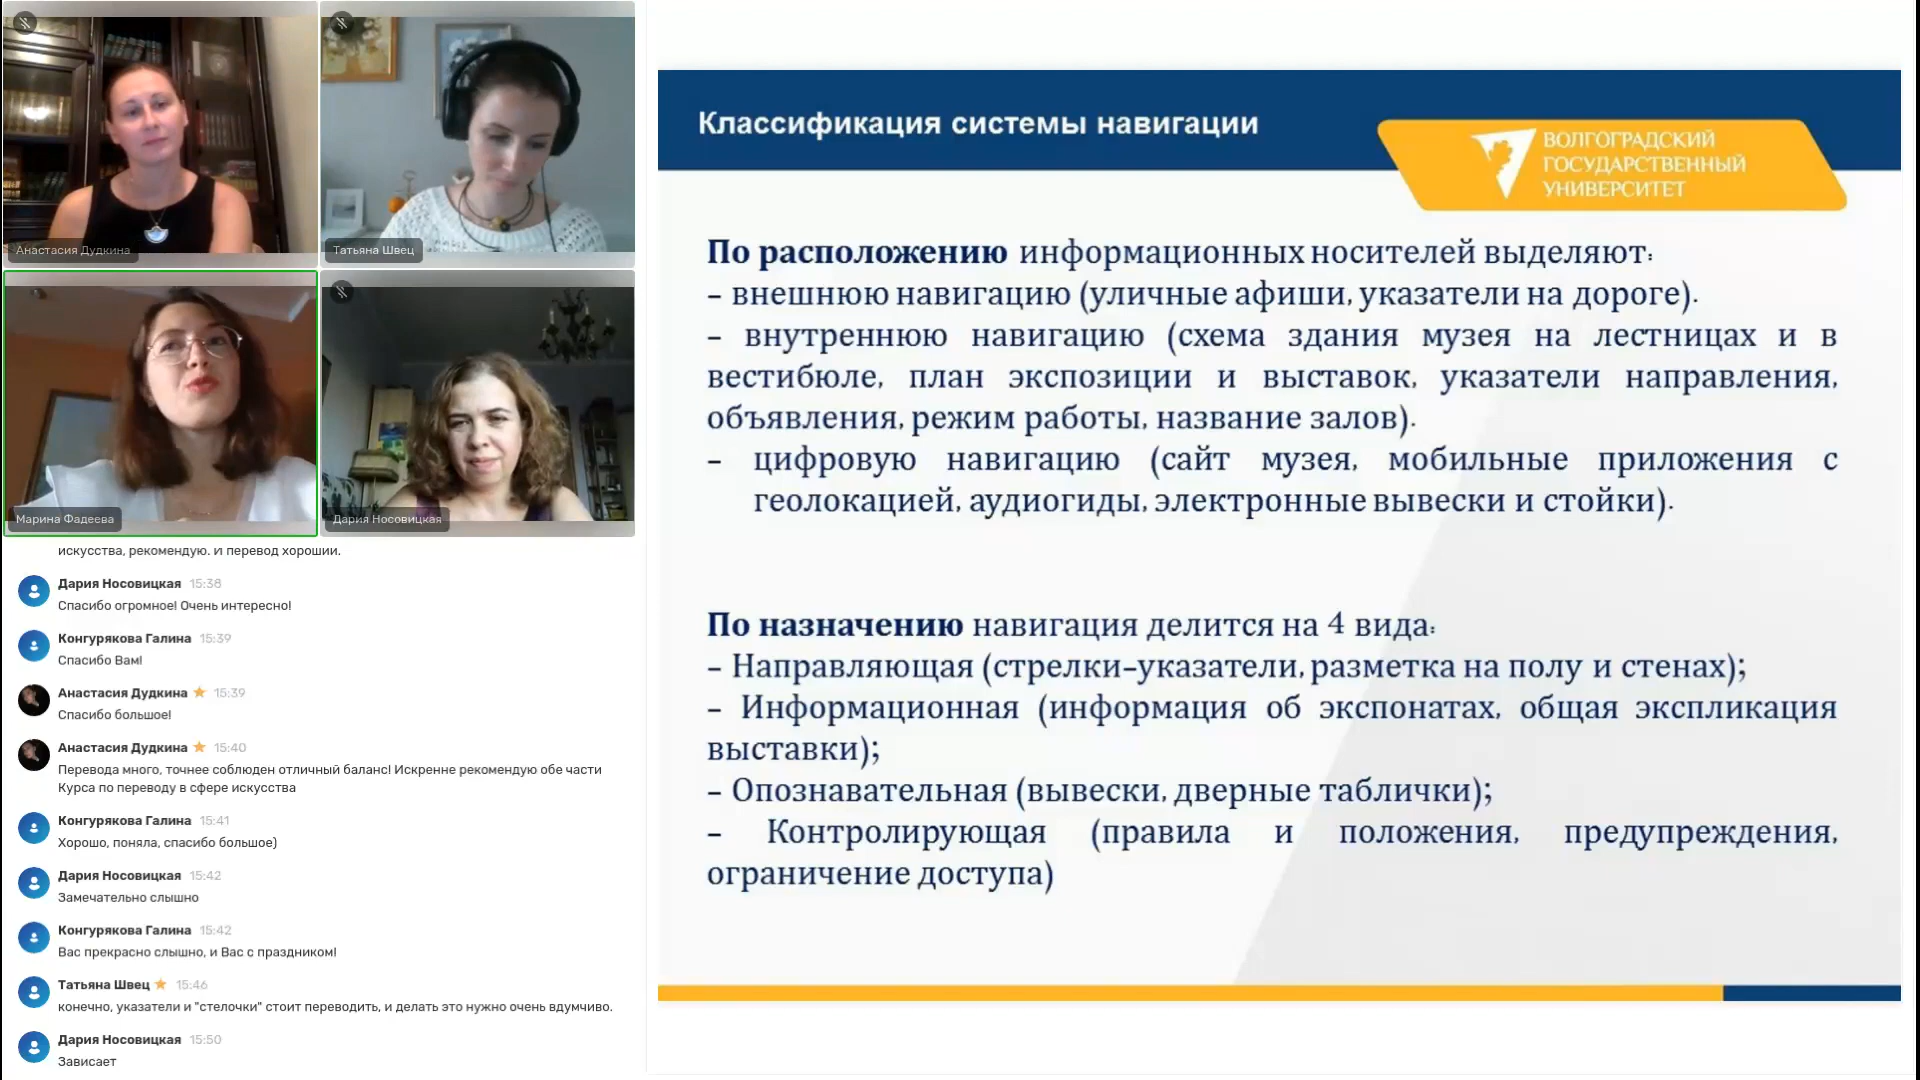 Анастасия Дудкина
Татьяна Швец
Марина Фадеева
Дария Носовицкая
искусства, рекомендую. И перевод хороший.
Дария Носовицкая 15:38
Спасибо огромное! Очень интересно!
Конгурякова Галина 15:39
Спасибо Вам!
Анастасия Дудкина 15:39
Спасибо большое!
Анастасия Дудкина 15:40
Перевода много, точнее соблюден отличный баланс! Искренне рекомендую обе части
Курса по переводу в сфере искусства
Конгурякова Галина 15:41
Хорошо, поняла, спасибо большое)
Дария Носовицкая 15:42
Замечательно слышно
Конгурякова Галина 15:42
Вас прекрасно слышно, и Вас с праздником!
Татьяна Швец 15:46
конечно, указатели и "стелочки" стоит переводить, и делать это нужно очень вдумчиво.
Дария Носовицкая 15:50
Зависает
Классификация системы навигации
ВОЛГОГРАДСКИЙ
ГОСУДАРСТВЕННЫЙ
УНИВЕРСИТЕТ
По расположению информационных носителей выделяют:
– внешнюю навигацию (уличные афиши, указатели на дороге).
– внутреннюю навигацию (схема здания музея на лестницах и в
вестибюле, план экспозиции и выставок, указатели направления,
объявления, режим работы, название залов).
– цифровую навигацию (сайт музея, мобильные приложения с
геолокацией, аудиогиды, электронные вывески и стойки).
По назначению навигация делится на 4 вида:
– Направляющая (стрелки-указатели, разметка на полу и стенах);
– Информационная (информация об экспонатах, общая экспликация
выставки);
– Опознавательная (вывески, дверные таблички);
– Контролирующая (правила и положения, предупреждения,
ограничение доступа)